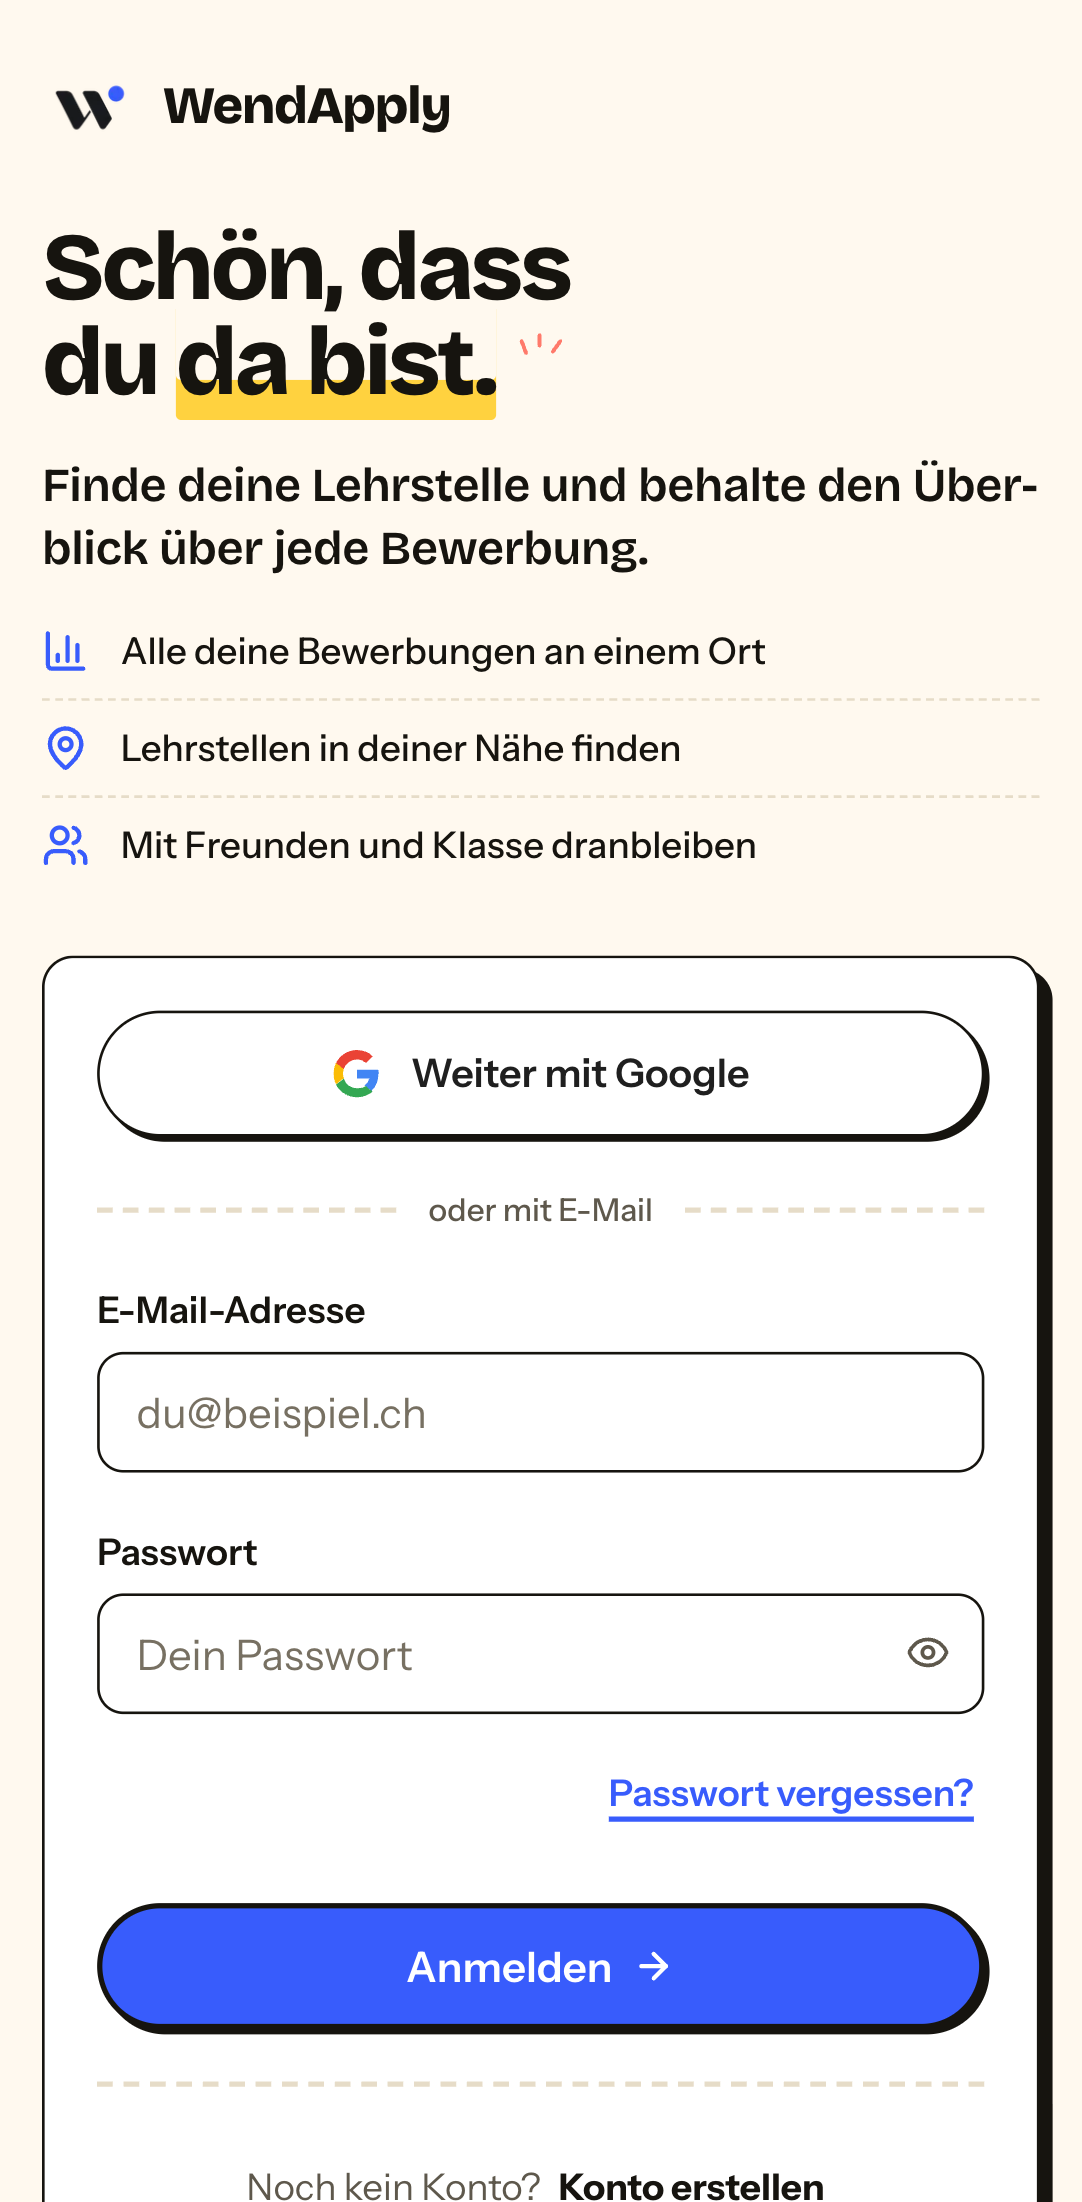 WendApply
Schön, dass
du da bist.
Finde deine Lehrstelle und behalte den Über-
blick über jede Bewerbung.
Alle deine Bewerbungen an einem Ort
Lehrstellen in deiner Nähe finden
Mit Freunden und Klasse dranbleiben
Weiter mit Google
oder mit E-Mail
E-Mail-Adresse
du@beispiel.ch
Passwort
Dein Passwort
Passwort vergessen?
Anmelden
Noch kein Konto? Konto erstellen